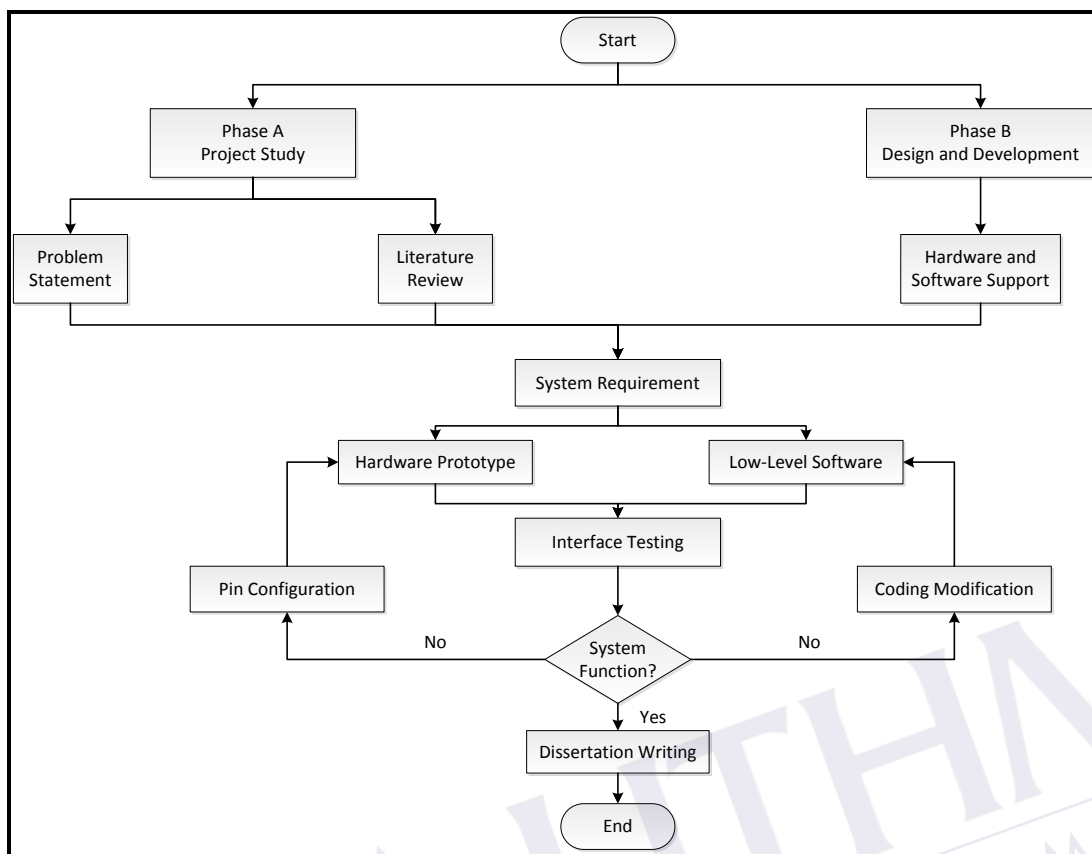 Start
Phase A
Project Study
Phase B
Design and Development
Problem
Statement
Literature
Review
Hardware and
Software Support
System Requirement
Hardware Prototype
Low-Level Software
Interface Testing
Pin Configuration
Coding Modification
No
System
Function?
No
Yes
Dissertation Writing
End